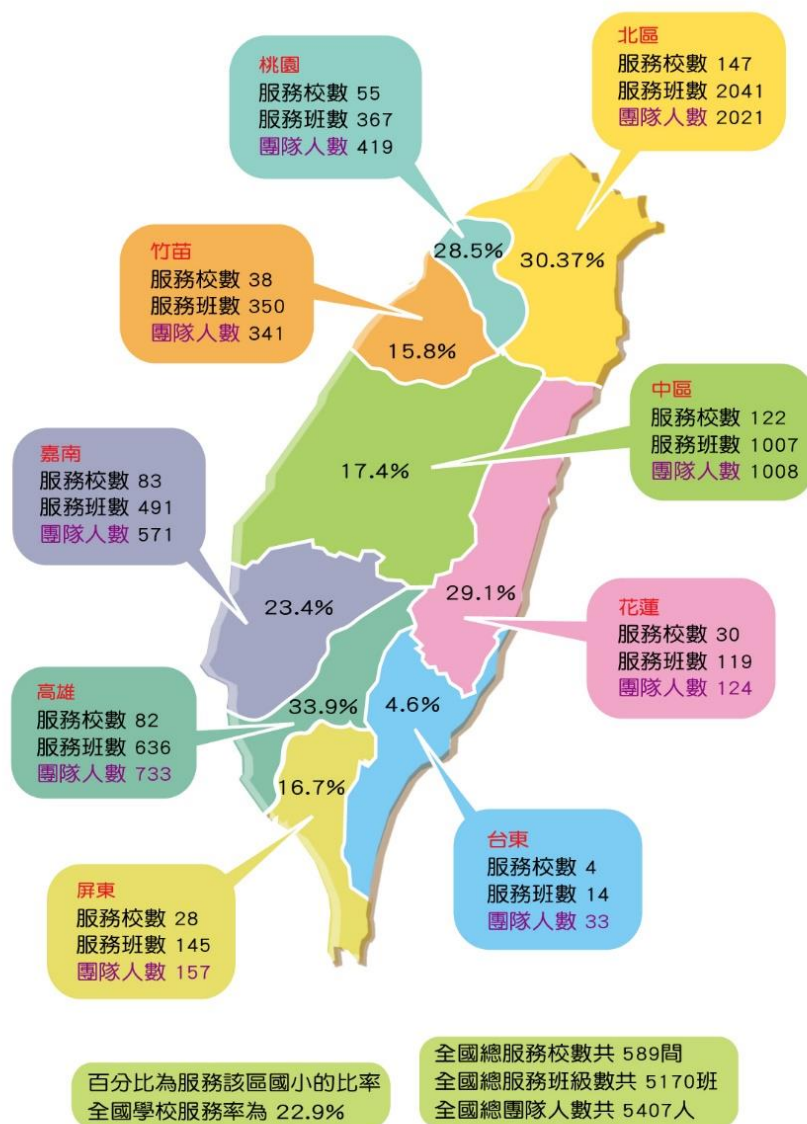 北區
服務校數 147
服務班數 2041
團隊人數 2021
桃園
服務校數 55
服務班數 367
團隊人數 419
竹苗
服務校數 38
服務班數 350
團隊人數 341
28.5%
30.37%
15.8%
中區
服務校數 122
服務班數 1007
團隊人數 1008
嘉南
服務校數 83
服務班數 491
團隊人數 571
17.4%
23.4%
29.1%
花蓮
服務校數 30
服務班數 119
團隊人數 124
高雄
服務校數 82
服務班數 636
團隊人數 733
33.9%
4.6%
16.7%
台東
服務校數 4
服務班數 14
團隊人數 33
屏東
服務校數 28
服務班數 145
團隊人數 157
百分比為服務該區國小的比率
全國學校服務率為 22.9%
全國總服務校數共 589間
全國總服務班級數共 5170班
全國總團隊人數共 5407人